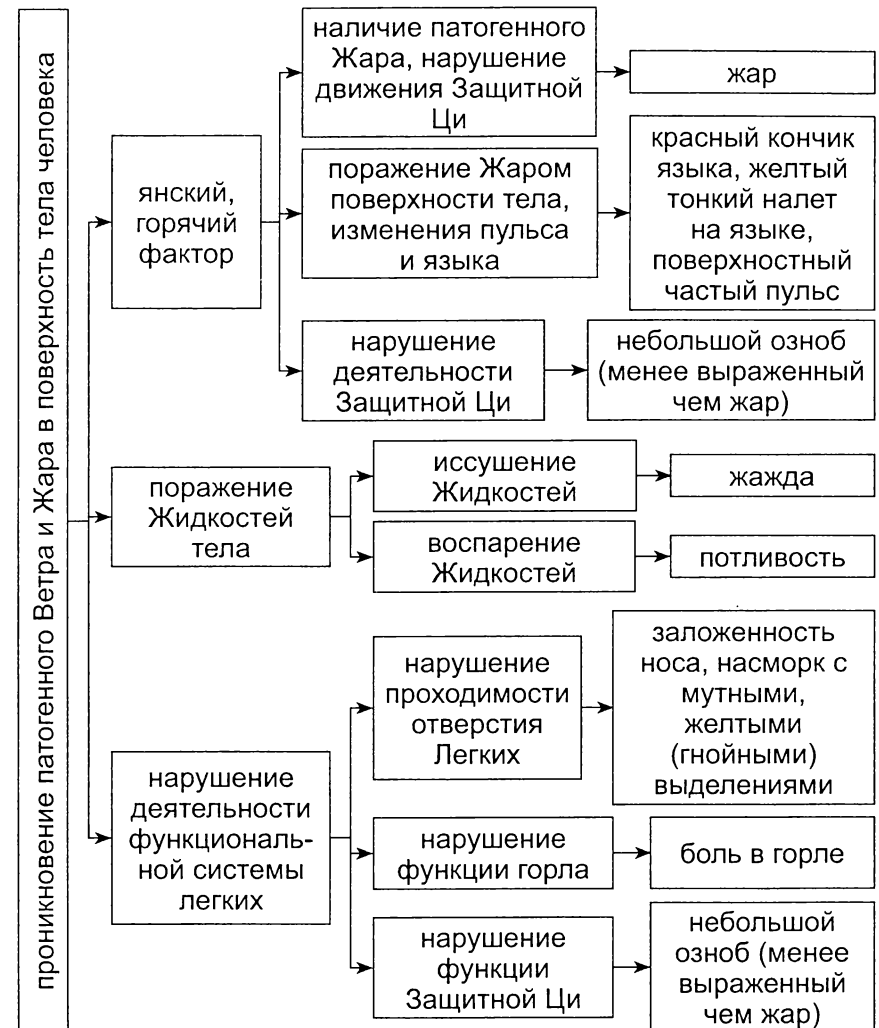 проникновение патогенного Ветра и Жара в поверхность тела человека
янский,
горячий
фактор
наличие патогенного
Жара, нарушение
движения Защитной
Ци
жар
поражение Жаром
поверхности тела,
изменения пульса
и языка
красный кончик
языка, желтый
тонкий налет
на языке,
поверхностный
частый пульс
нарушение
деятельности
Защитной Ци
небольшой озноб
(менее выраженный
чем жар)
поражение
Жидкостей
тела
иссушение
Жидкостей
жажда
воспарение
Жидкостей
потливость
нарушение
деятельности
функциональ-
ной системы
легких
нарушение
проходимости
отверстия
Легких
заложенность
носа, насморк с
мутными,
желтыми
(гнойными)
выделениями
нарушение
функции горла
боль в горле
нарушение
функции
Защитной Ци
небольшой
озноб (менее
выраженный
чем жар)